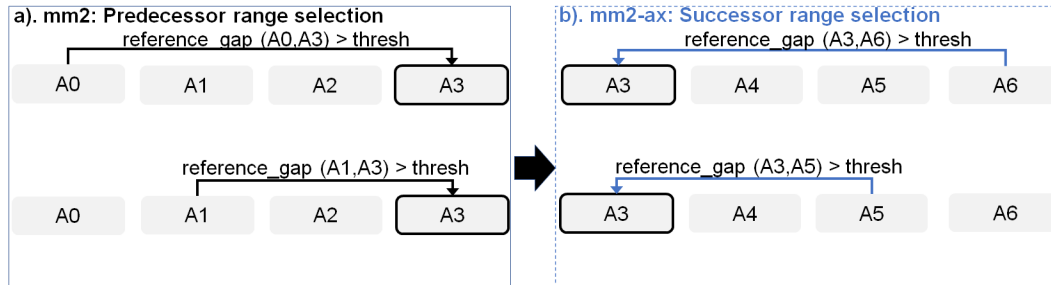 a). mm2: Predecessor range selection
reference_gap (A0,A3) > thresh
A0 A1 A2 A3
reference_gap (A1,A3) > thresh
A0 A1 A2 A3
b). mm2-ax: Successor range selection
reference_gap (A3,A6) > thresh
A3 A4 A5 A6
reference_gap (A3,A5) > thresh
A3 A4 A5 A6